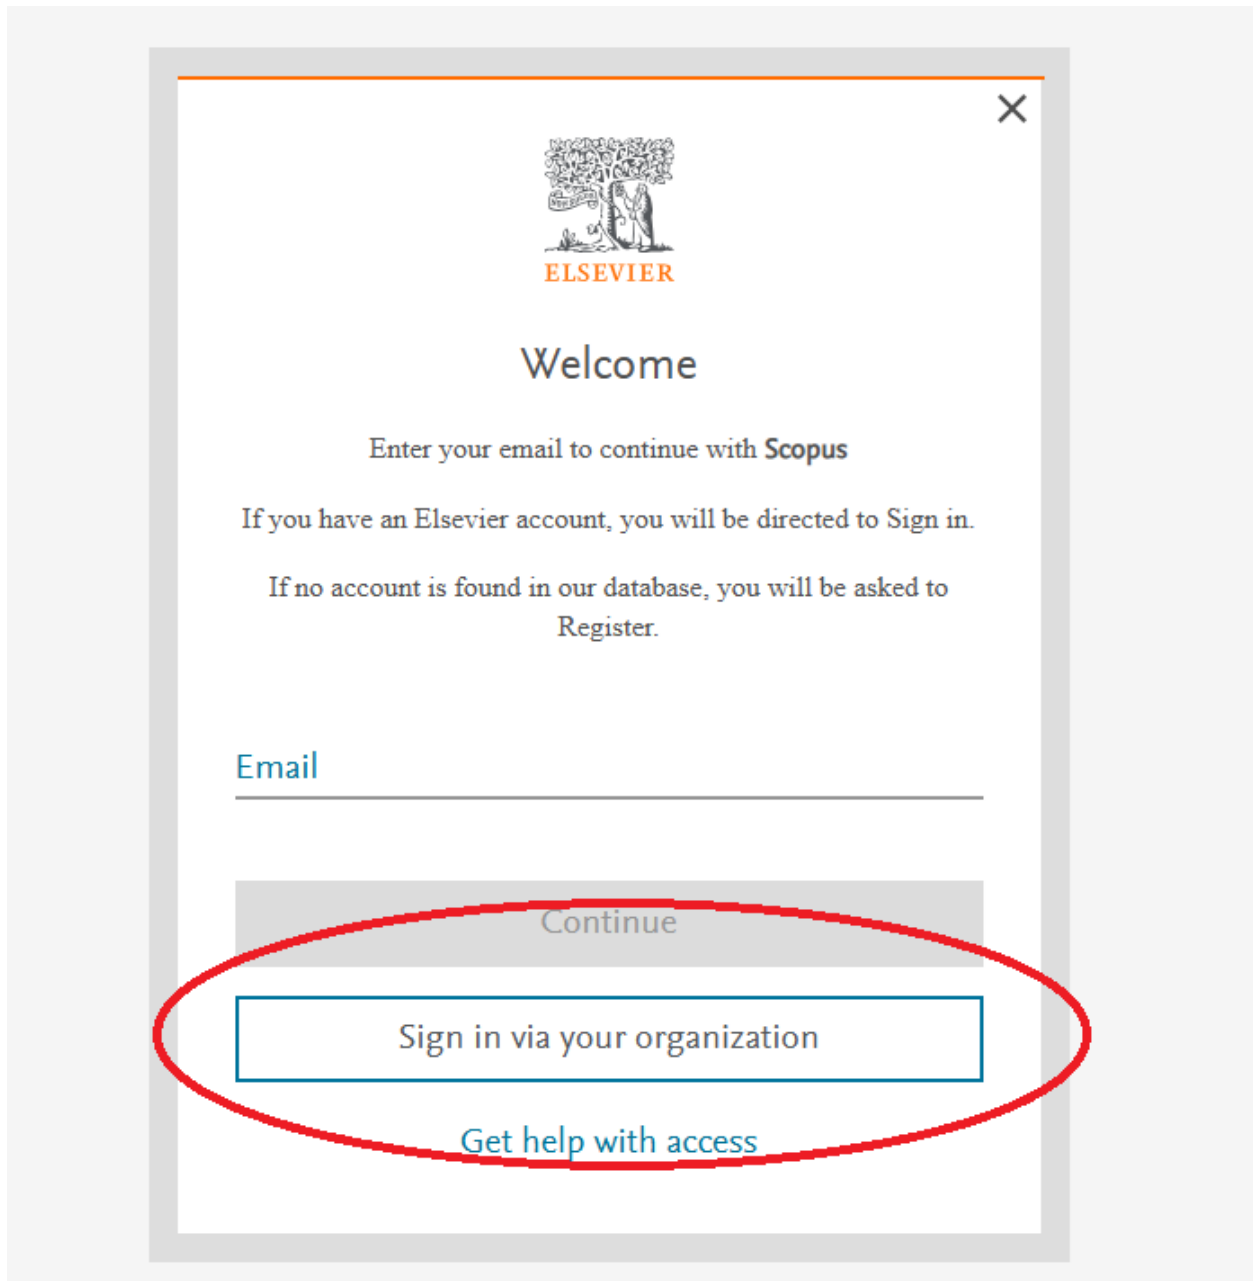 ELSEVIER
Welcome
Enter your email to continue with Scopus
If you have an Elsevier account, you will be directed to Sign in.
If no account is found in our database, you will be asked to
Register.
Email
Continue
Sign in via your organization
Get help with access